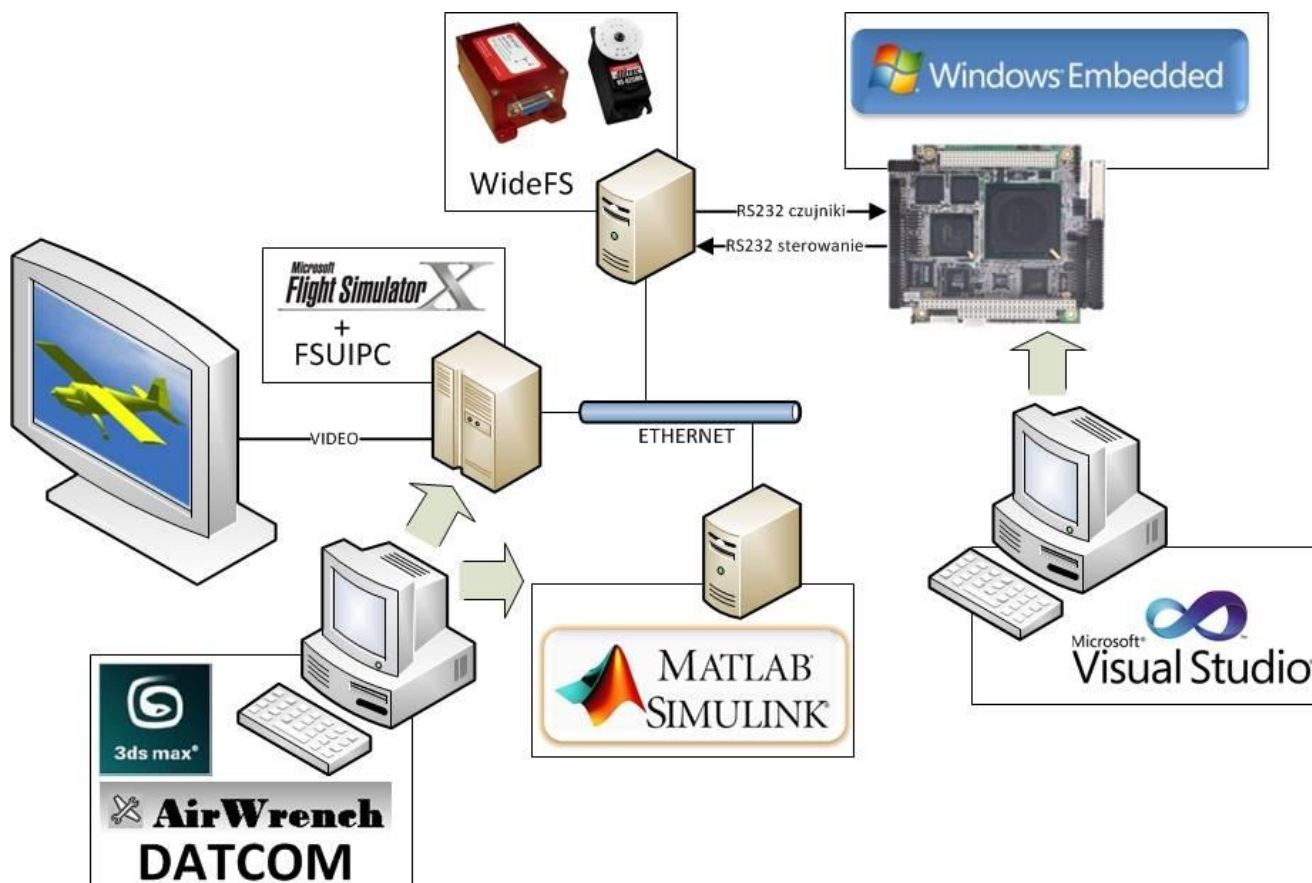 Windows Embedded
WideFS
RS232 czujniki
RS232 sterowanie
Microsoft
Flight Simulator X
+
FSUIPC
VIDEO
ETHERNET
MATLAB
SIMULINK
Microsoft
Visual Studio
3ds max
AirWrench
DATCOM